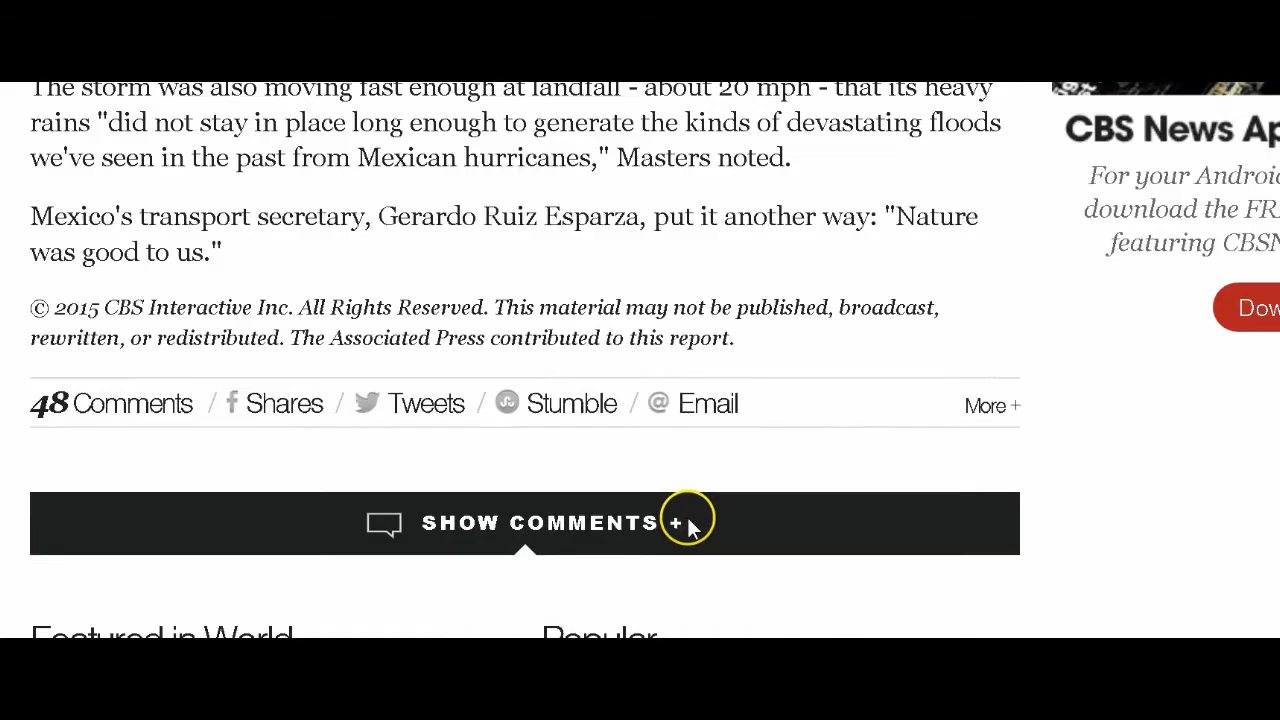 The storm was also moving fast enough at landfall - about 20 mph - that its heavy
rains "did not stay in place long enough to generate the kinds of devastating floods
we've seen in the past from Mexican hurricanes," Masters noted.
Mexico's transport secretary, Gerardo Ruiz Esparza, put it another way: "Nature
was good to us."
© 2015 CBS Interactive Inc. All Rights Reserved. This material may not be published, broadcast,
rewritten, or redistributed. The Associated Press contributed to this report.
48 Comments / Shares / Tweets / Stumble / @ Email More +
SHOW COMMENTS +
Featured in World
Popular
CBS News Ap
For your Androi
download the FR
featuring CBSN
Dow